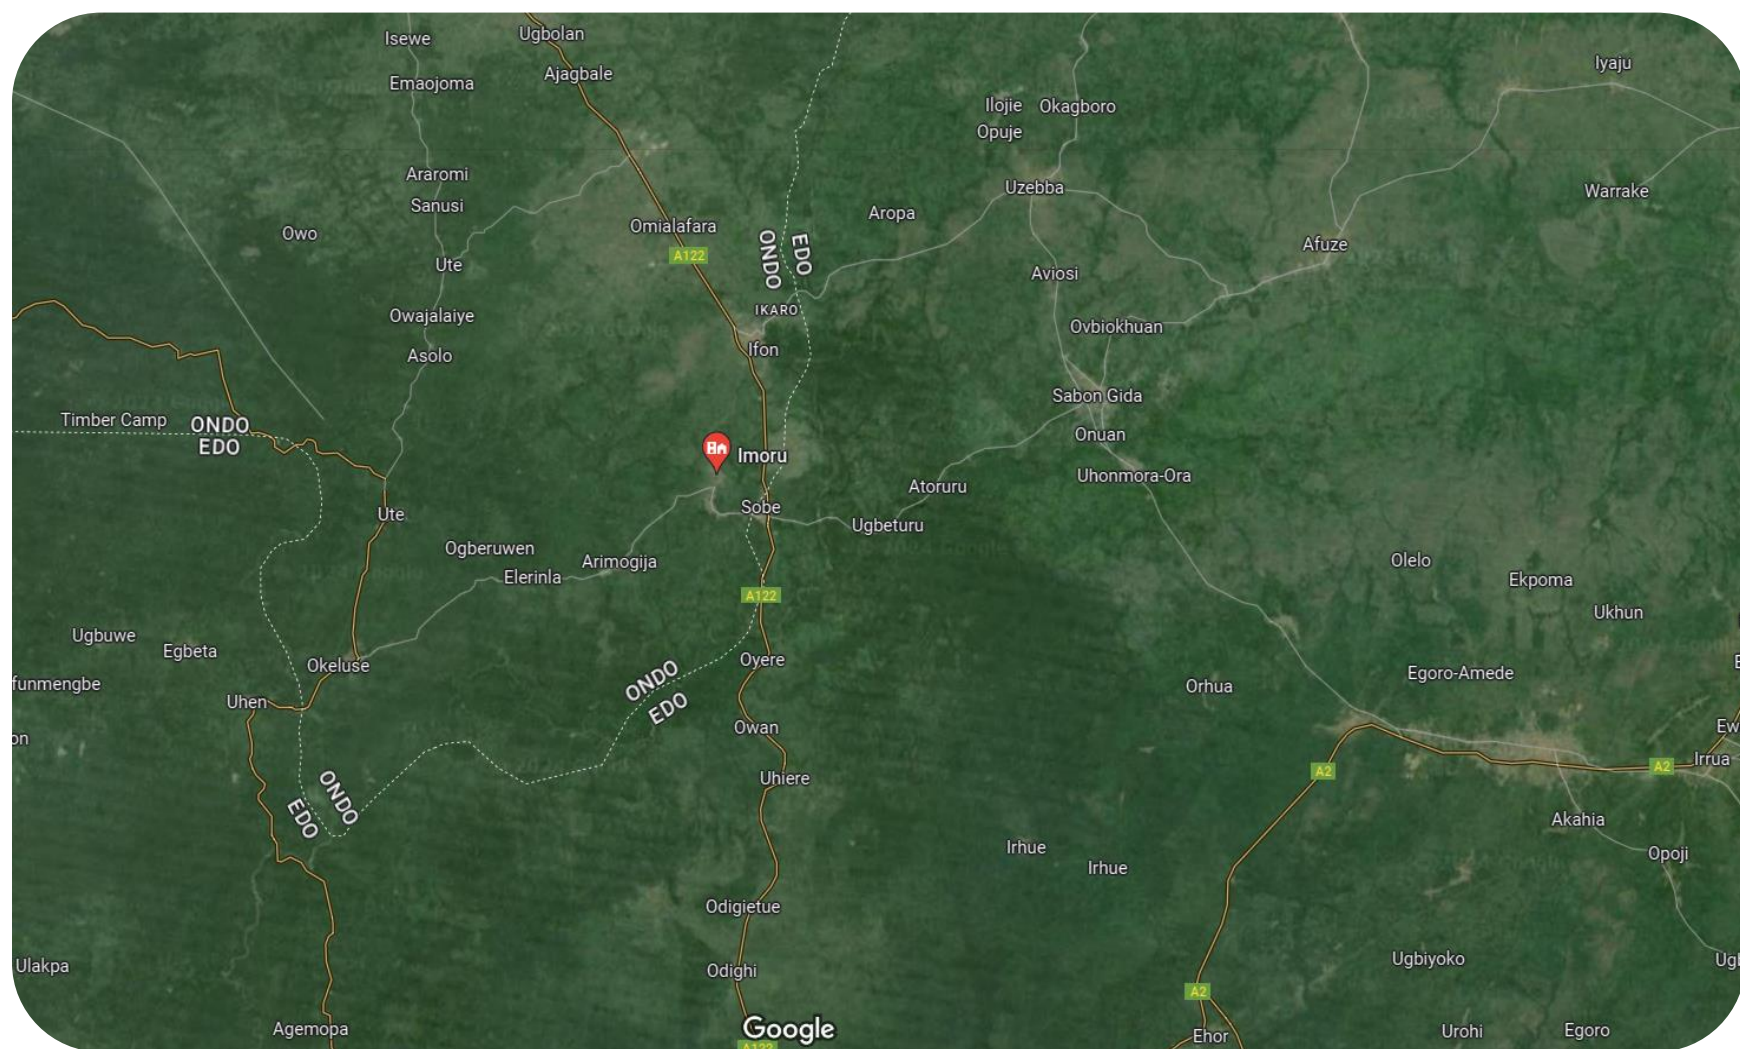 Isewe
Ugbolan
Iyaju
Ajagbale
Emaojoma
Ilojie
Okagboro
Opuje
Araromi
Uzebba
Warrake
Sanusi
Aropa
Omialafara
Owo
ONDO
EDO
Afuze
A122
Ute
Aviosi
IKARO
Owajalaiye
Ovbiokhuan
Ifon
Asolo
Sabon Gida
Timber Camp
ONDO
EDO
Onuan
Imoru
Uhonmora-Ora
Atoruru
Sobe
Ute
Ugbeturu
Ogberuwen
Arimogija
Olelo
Elerinla
Ekpoma
A122
Ukhun
Ugbuwe
Egbeta
Okeluse
Oyere
Egoro-Amede
funmengbe
ONDO
EDO
Orhua
Uhen
Owan
Ew
on
Irrua
A2
A2
Uhiere
ONDO
EDO
Akahia
Irhue
Opoji
Irhue
Odigietue
Ulakpa
Odighi
Ugbiyoko
Ugb
A2
Agemopa
Google
Ehor
Urohi
Egoro
A122